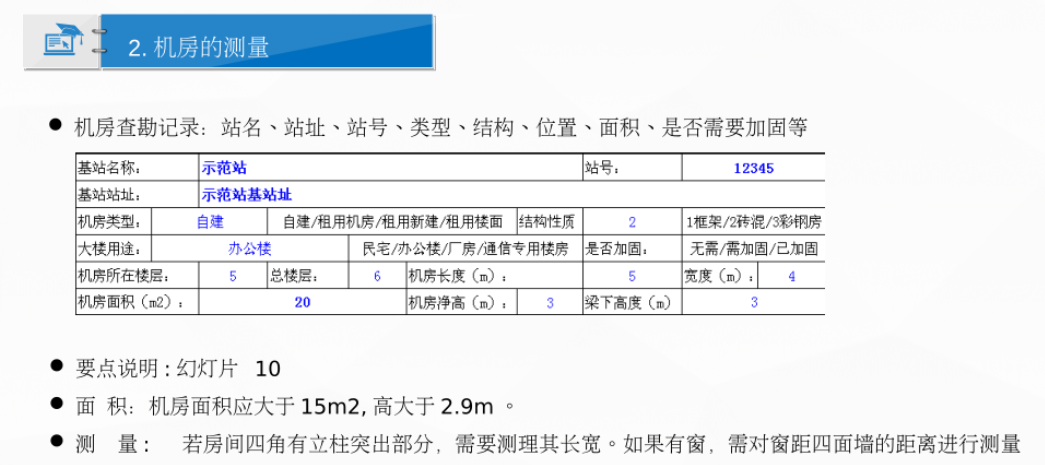 2. 机房的测量
● 机房查勘记录：站名、站址、站号、类型、结构、位置、面积、是否需要加固等
基站名称： 示范站 站号： 12345
基站站址： 示范站基站址
机房类型： 自建 自建/租用机房/租用新建/租用楼面 结构性质 2 1框架/2砖混/3彩钢房
大楼用途： 办公楼 民宅/办公楼/厂房/通信专用楼房 是否加固： 无需/需加固/已加固
机房所在楼层： 5 总楼层： 6 机房长度（m）： 5 宽度（m）： 4
机房面积（m2）： 20 机房净高（m）： 3 梁下高度（m） 3
● 要点说明：幻灯片 10
● 面 积：机房面积应大于 15m2, 高大于 2.9m 。
● 测 量： 若房间四角有立柱突出部分，需要测理其长宽。如果有窗，需对窗距四面墙的距离进行测量